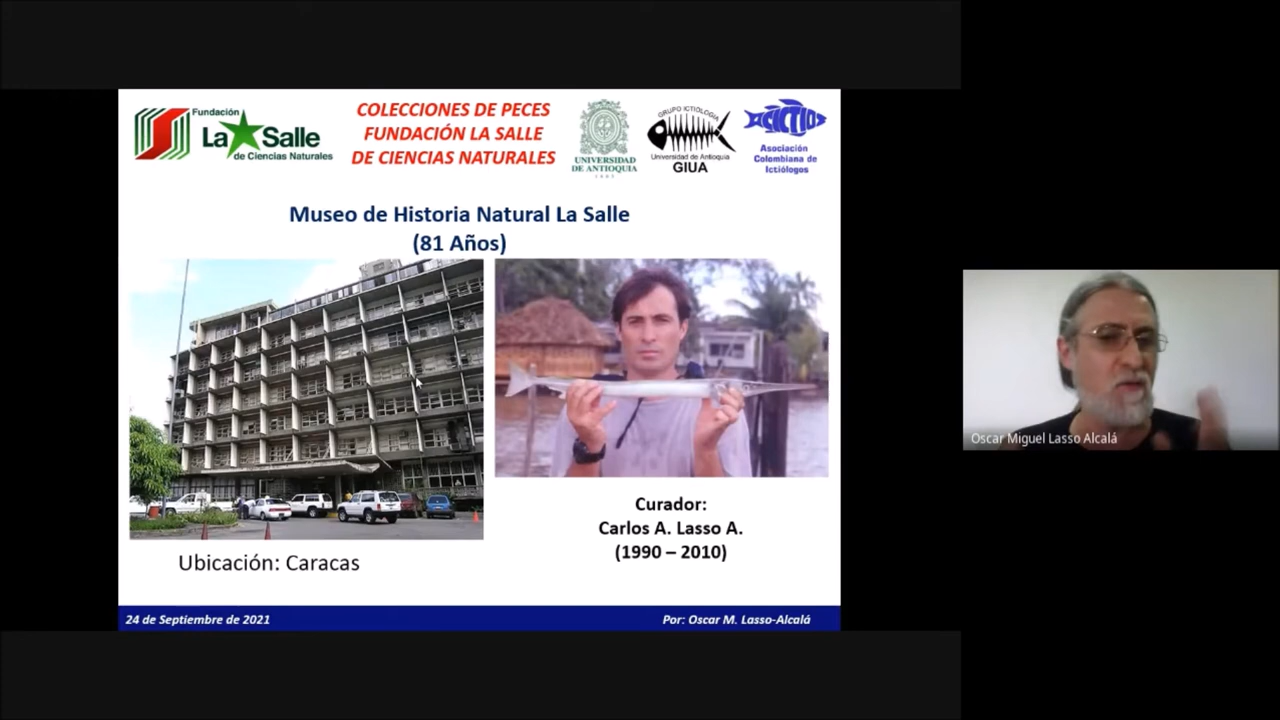 Fundación
La Salle
de Ciencias Naturales
COLECCIONES DE PECES
FUNDACIÓN LA SALLE
DE CIENCIAS NATURALES
UNIVERSIDAD
DE ANTIOQUIA
1803
GRUPO ICTIOLOGÍA
Universidad de Antioquia
GIUA
ACICTIOS
Asociación
Colombiana de
Ictiólogos
Museo de Historia Natural La Salle
(81 Años)
Ubicación: Caracas
Curador:
Carlos A. Lasso A.
(1990 – 2010)
24 de Septiembre de 2021
Por: Oscar M. Lasso-Alcalá
Oscar Miguel Lasso Alcalá